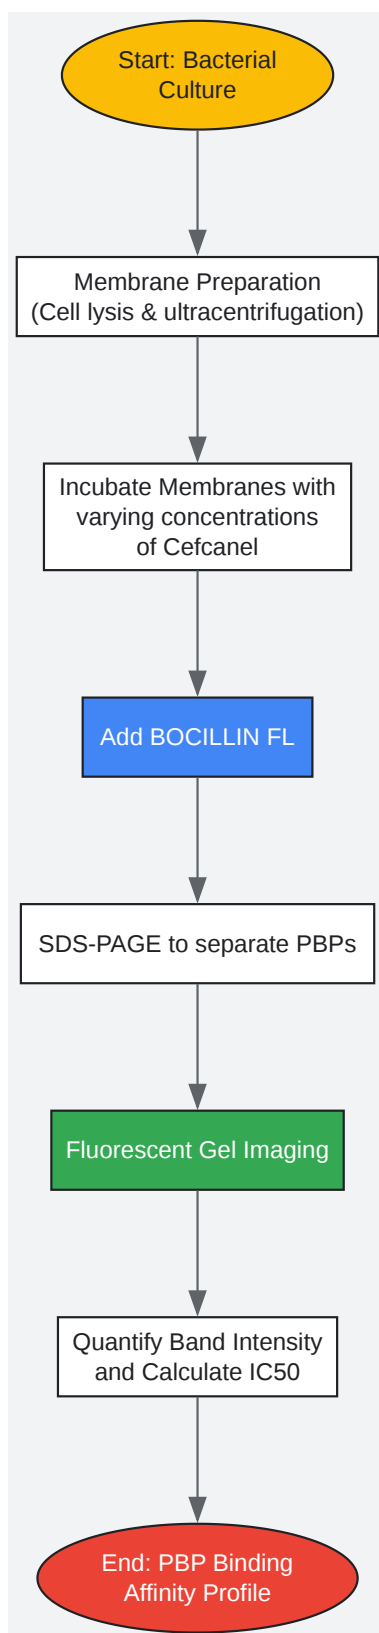 Start: Bacterial
Culture
Membrane Preparation
(Cell lysis & ultracentrifugation)
Incubate Membranes with
varying concentrations
of Cefcanel
Add BOCILLIN FL
SDS-PAGE to separate PBPs
Fluorescent Gel Imaging
Quantify Band Intensity
and Calculate IC50
End: PBP Binding
Affinity Profile